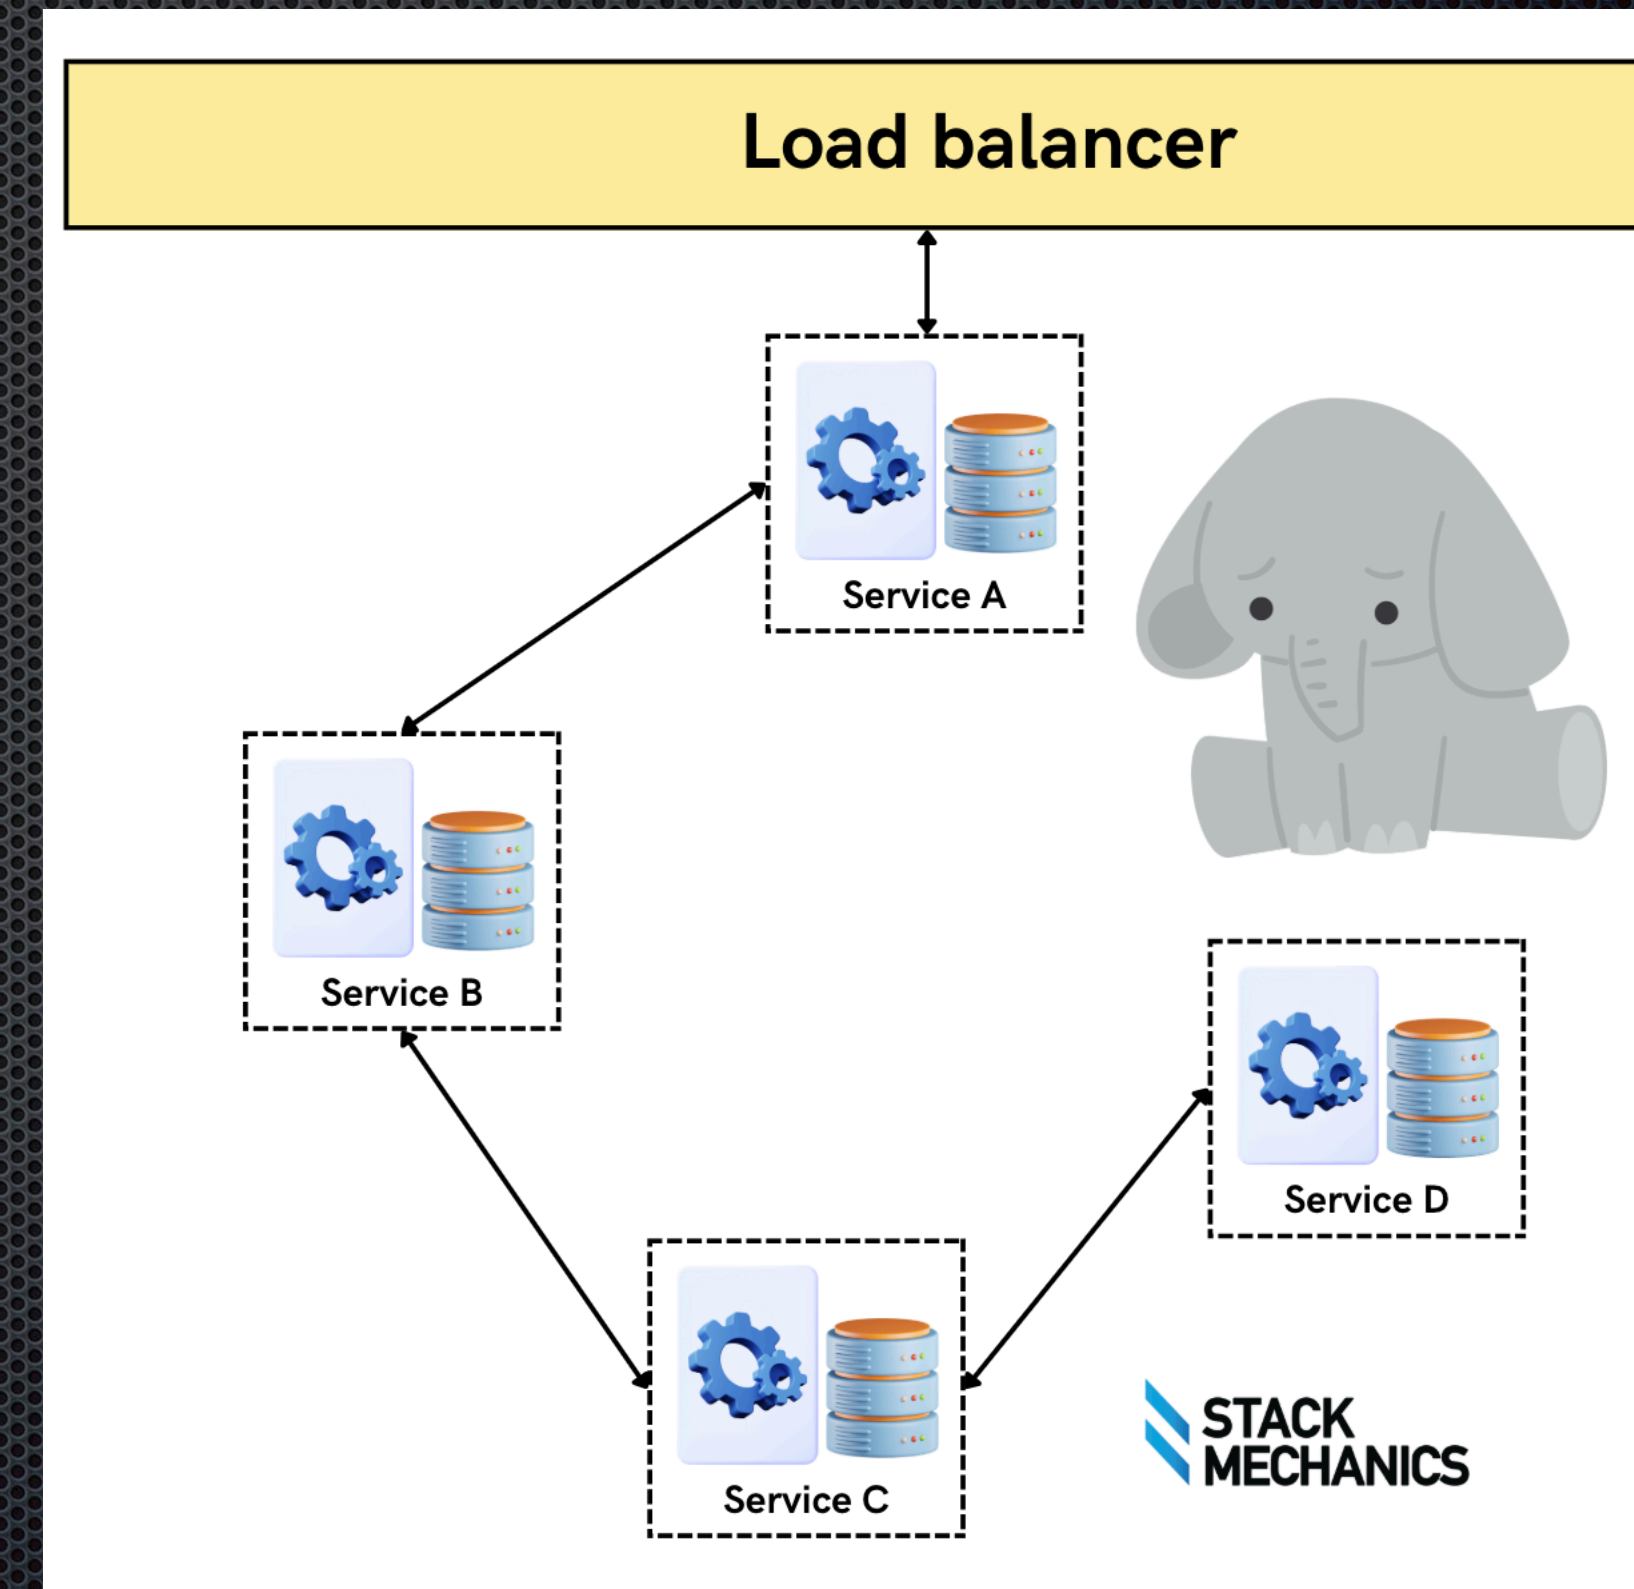 Load balancer
Service A
Service B
Service D
Service C
STACK
MECHANICS